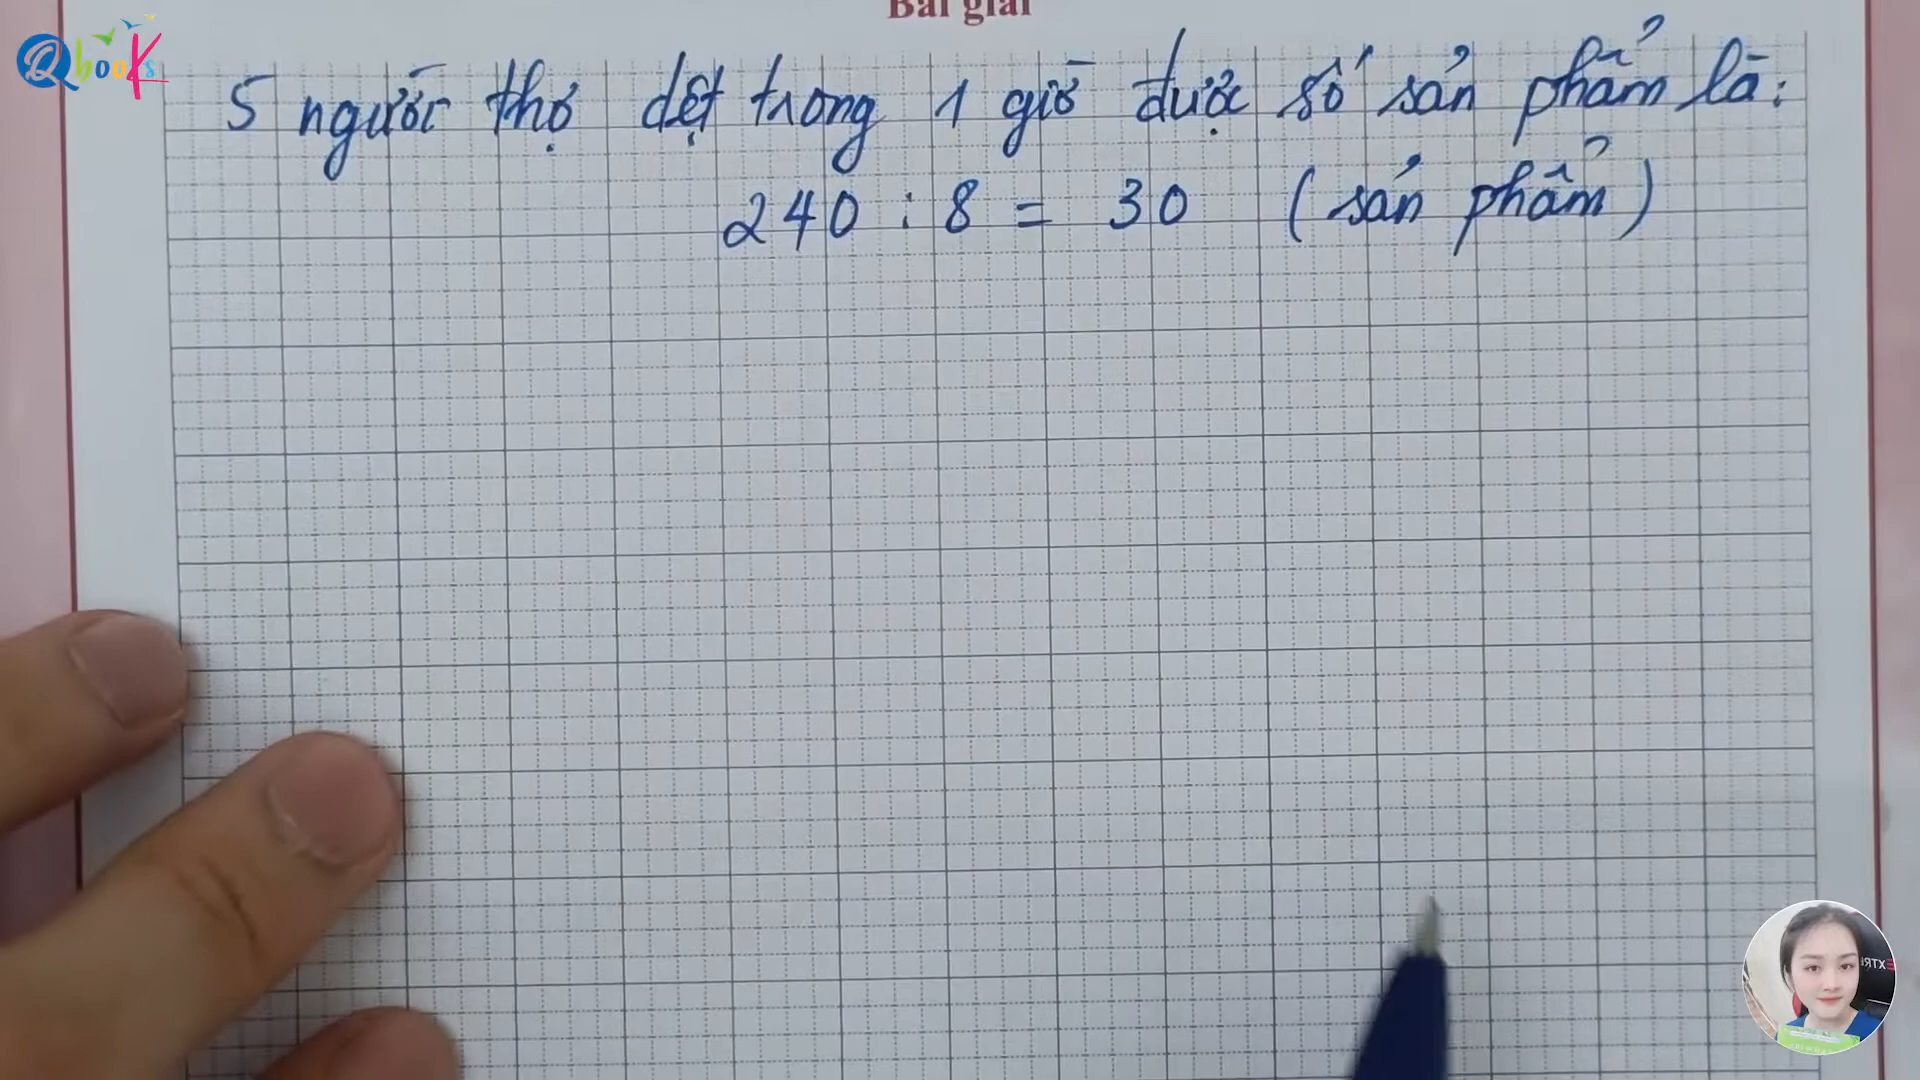 Bài giải
Qbooks
5 người thợ dệt trong 1 giờ được số sản phẩm là:
240 : 8 = 30 (sản phẩm)